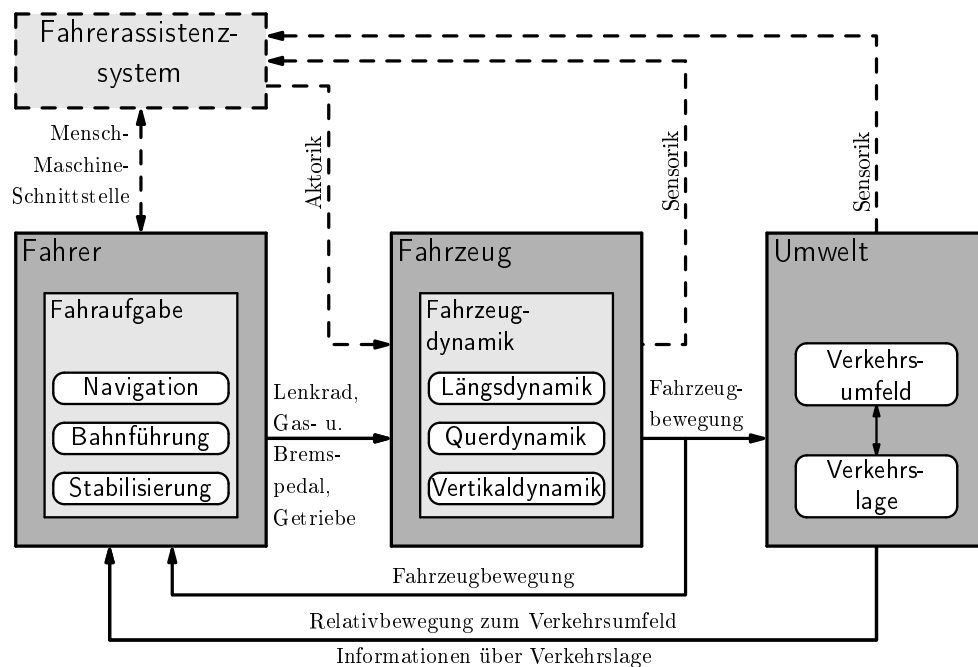 Fahrerassistenz-
system
Mensch-
Maschine-
Schnittstelle
Aktorik
Sensorik
Sensorik
Fahrer
Fahraufgabe
Navigation
Bahnführung
Stabilisierung
Lenkrad,
Gas- u.
Brems-
pedal,
Getriebe
Fahrzeug
Fahrzeug-
dynamik
Längsdynamik
Querdynamik
Vertikaldynamik
Fahrzeug-
bewegung
Umwelt
Verkehrs-
umfeld
Verkehrs-
lage
Fahrzeugbewegung
Relativbewegung zum Verkehrsumfeld
Informationen über Verkehrslage